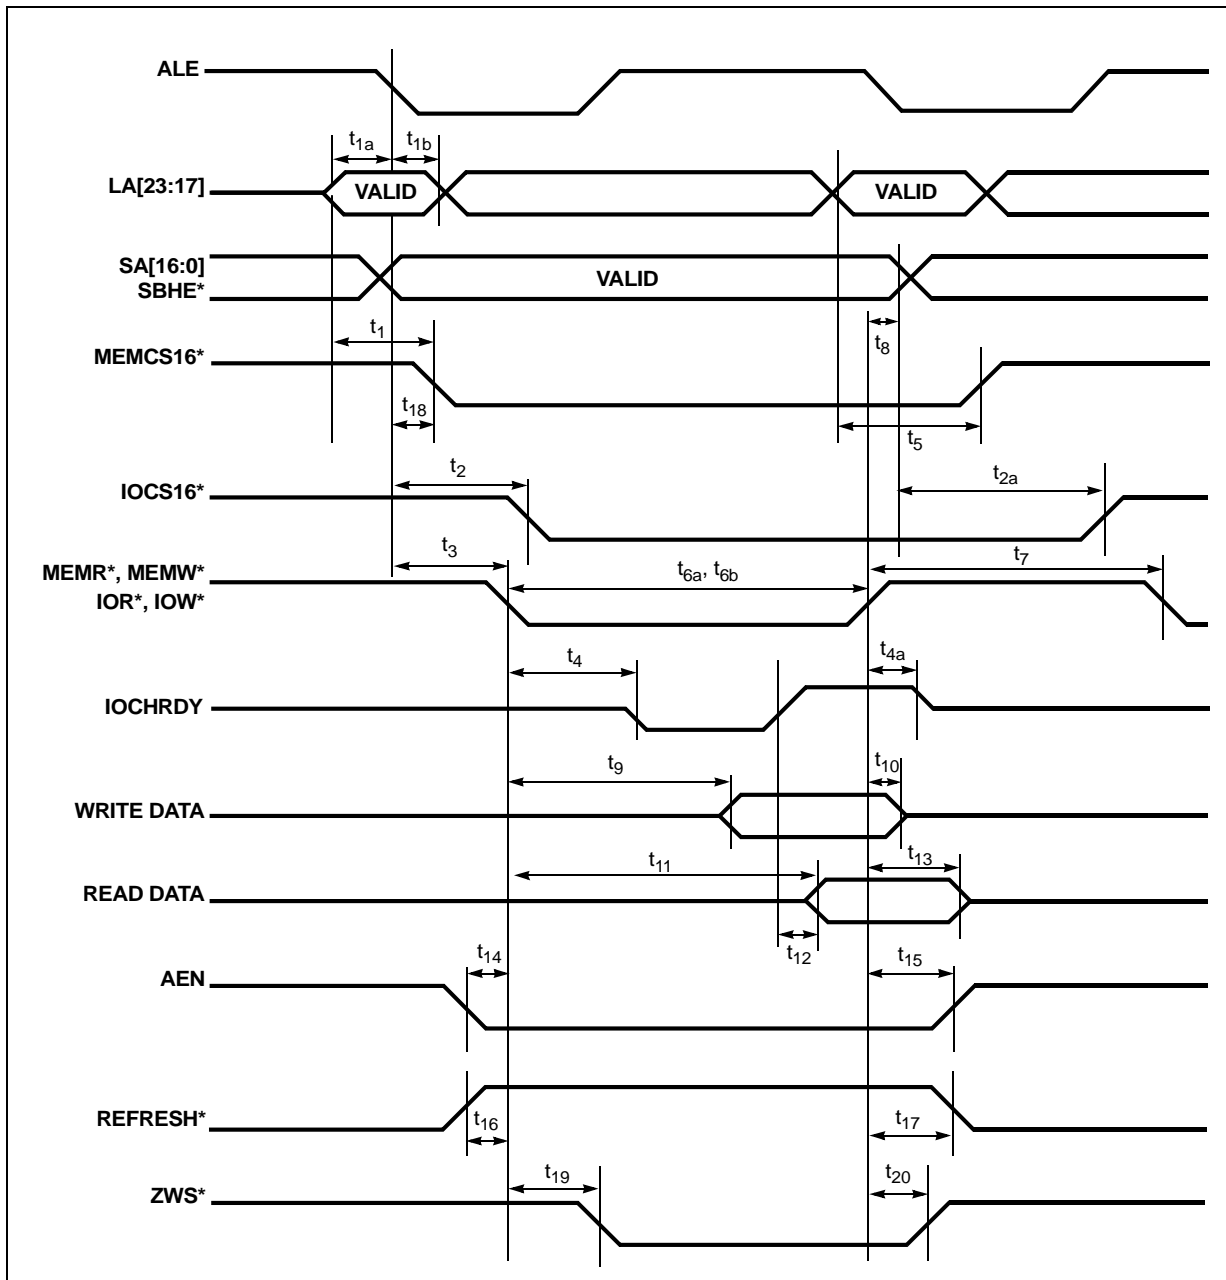 ALE
t1a t1b
LA[23:17] VALID VALID
SA[16:0]
SBHE* VALID
t1 t8
MEMCS16*
t18 t5
t2 t2a
IOCS16*
t3 t6a, t6b t7
MEMR*, MEMW*
IOR*, IOW*
t4 t4a
IOCHRDY
t9 t10
WRITE DATA
t11 t13
READ DATA
t14 t12 t15
AEN
REFRESH*
t16 t17
t19 t20
ZWS*